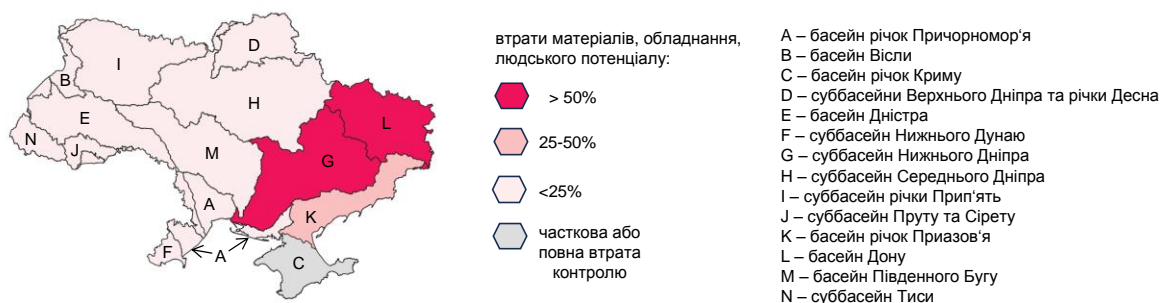 D
I
B
H
E
L
N
J
M
G
A
K
F
A
C
втрати матеріалів, обладнання,
людського потенціалу:
> 50%
25-50%
<25%
часткова або
повна втрата
контролю
A – басейн річок Причорномор'я
B – басейн Вісли
C – басейн річок Криму
D – суббасейни Верхнього Дніпра та річки Десна
E – басейн Дністра
F – суббасейн Нижнього Дунаю
G – суббасейн Нижнього Дніпра
H – суббасейн Середнього Дніпра
I – суббасейн річки Прип'ять
J – суббасейн Пруту та Сірету
K – басейн річок Приазов'я
L – басейн Дону
M – басейн Південного Бугу
N – суббасейн Тиси